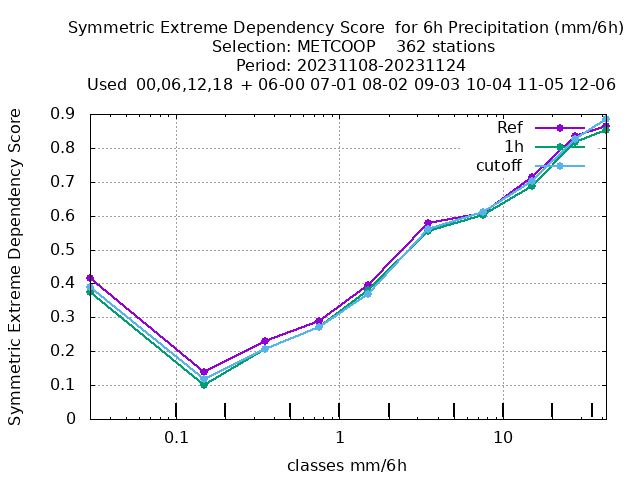 Symmetric Extreme Dependency Score  for 6h Precipitation (mm/6h)
Selection: METCOOP    362 stations
Period: 20231108-20231124
Used  00,06,12,18  + 06-00 07-01 08-02 09-03 10-04 11-05 12-06
Symmetric Extreme Dependency Score
0.9
0.8
0.7
0.6
0.5
0.4
0.3
0.2
0.1
0
Ref
1h
cutoff
0.1 1 10
classes mm/6h